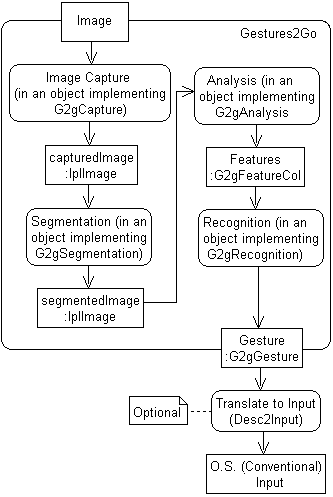 Image
Gestures2Go
Image Capture
(in an object implementing
G2gCapture)
capturedImage
:IplImage
Segmentation (in an
object implementing
G2gSegmentation)
segmentedImage
:IplImage
Analysis (in an
object implementing
G2gAnalysis
Features
:G2gFeatureCol
Recognition (in an
object implementing
G2gRecognition)
Gesture
:G2gGesture
Translate to Input
(Desc2Input)
Optional
O.S. (Conventional)
Input